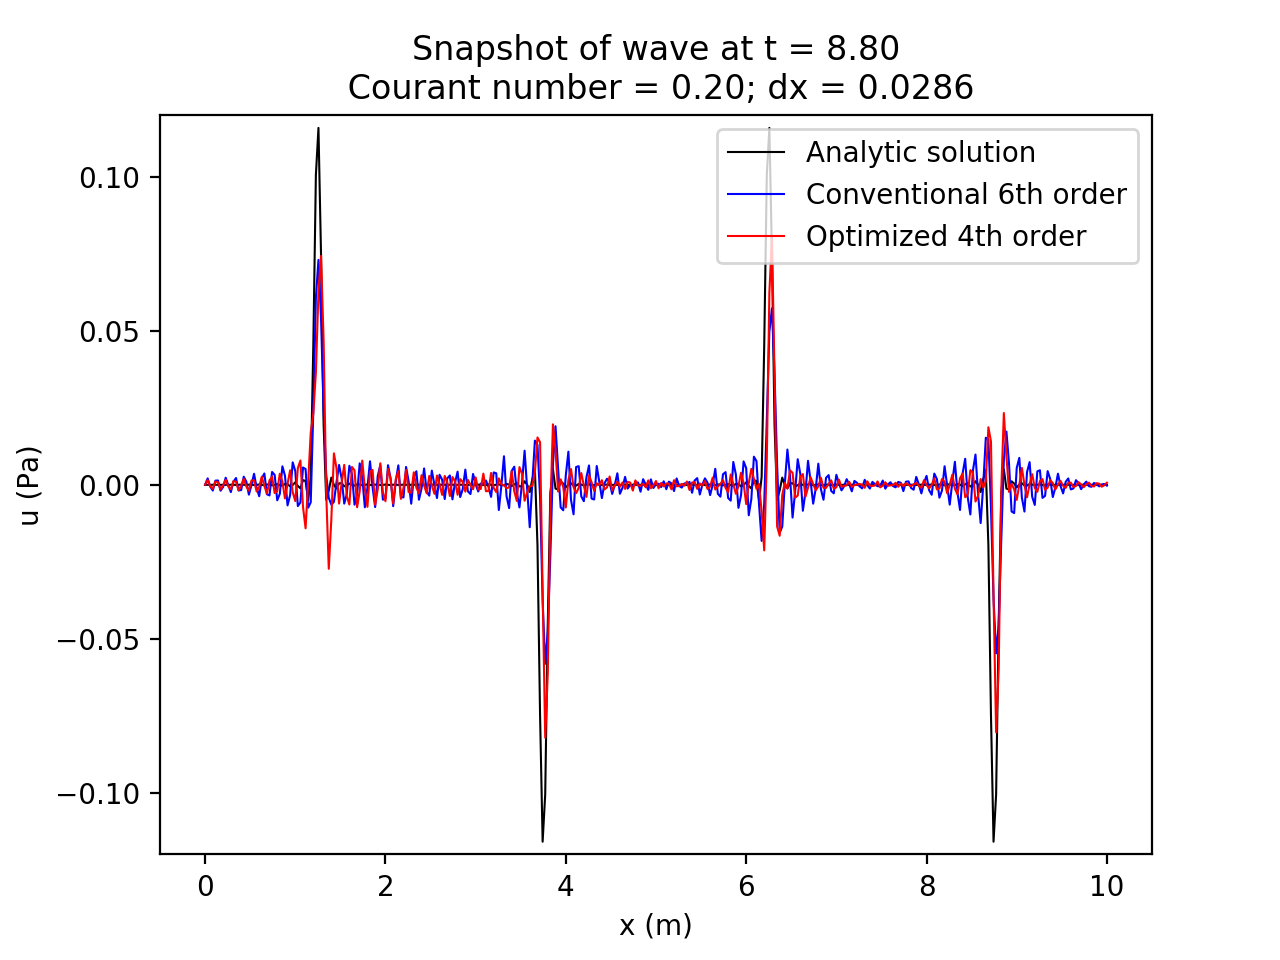 Snapshot of wave at t = 8.80
Courant number = 0.20; dx = 0.0286
Analytic solution
Conventional 6th order
Optimized 4th order
0.10
0.05
0.00
−0.05
−0.10
u (Pa)
0 2 4 6 8 10
x (m)